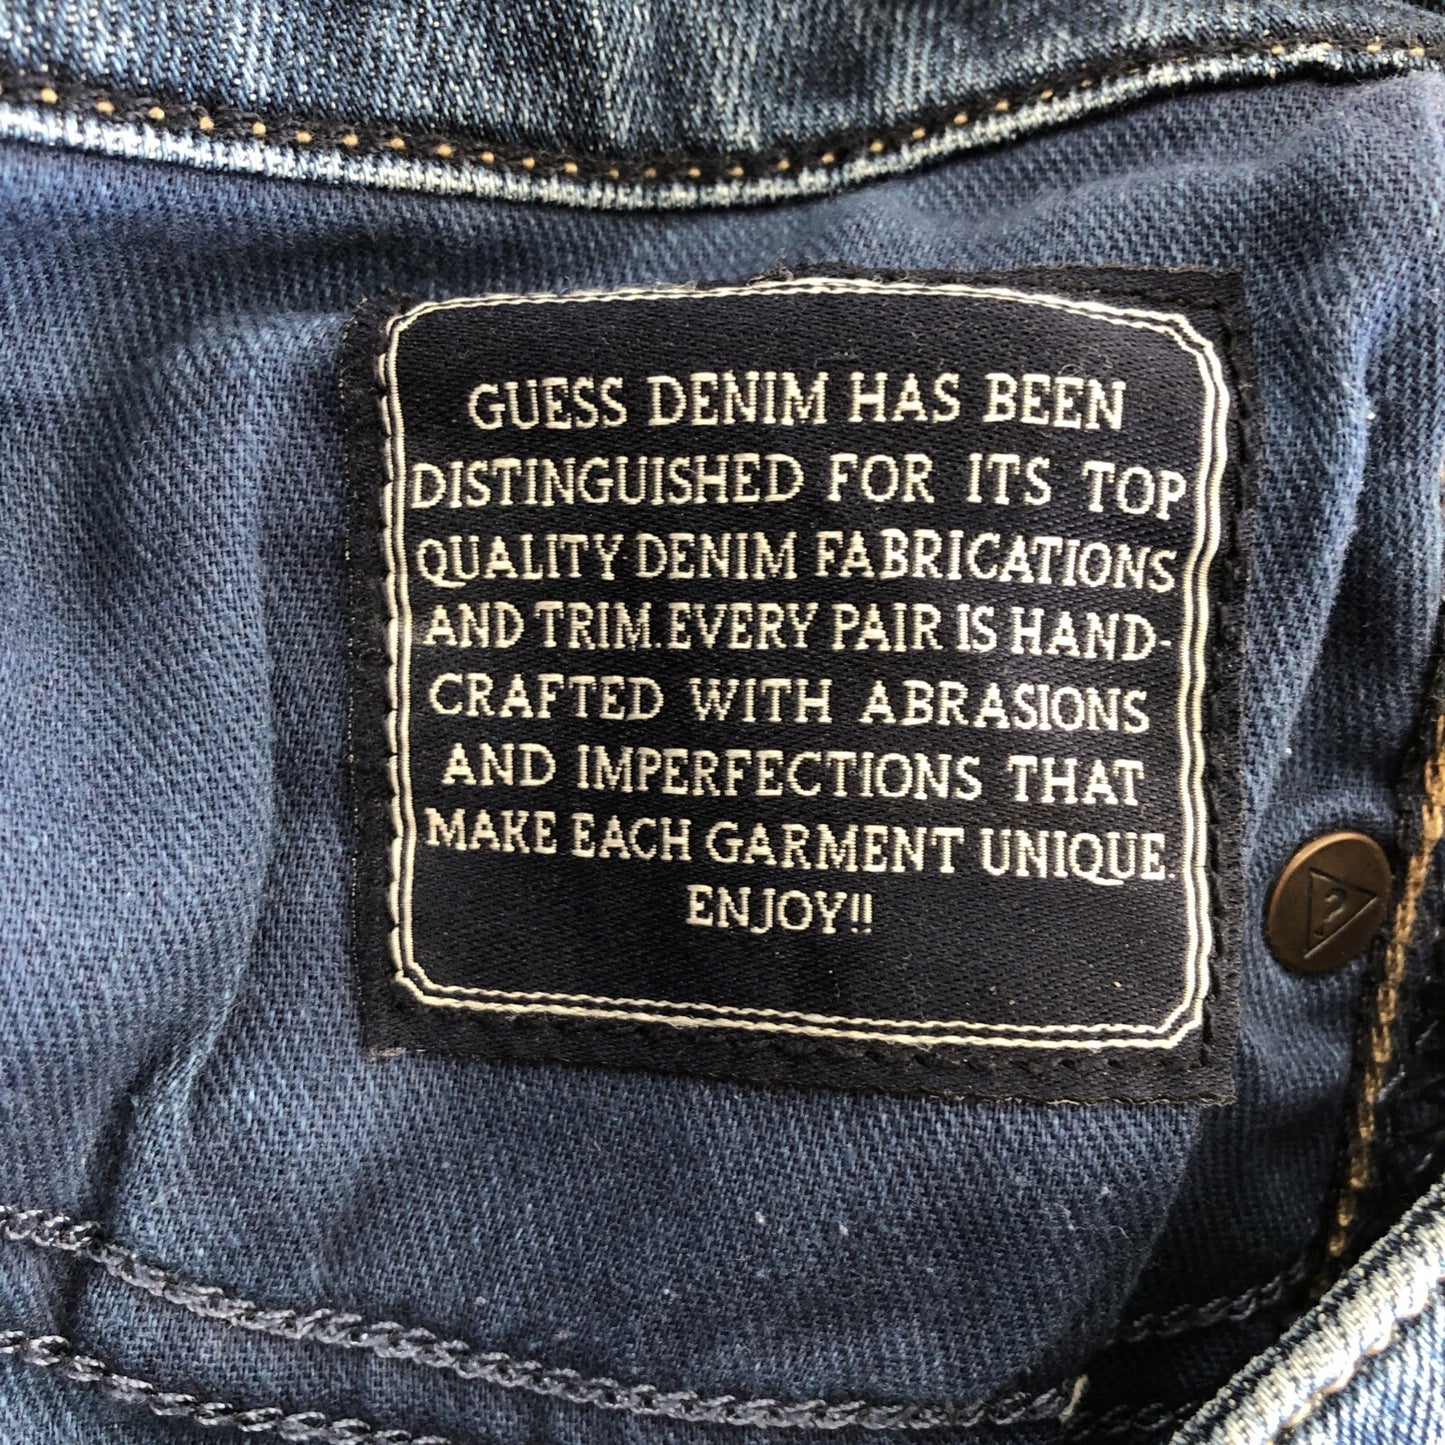 GUESS DENIM HAS BEEN
DISTINGUISHED FOR ITS TOP
QUALITY DENIM FABRICATIONS
AND TRIM. EVERY PAIR IS HAND-
CRAFTED WITH ABRASIONS
AND IMPERFECTIONS THAT
MAKE EACH GARMENT UNIQUE.
ENJOY!!
?